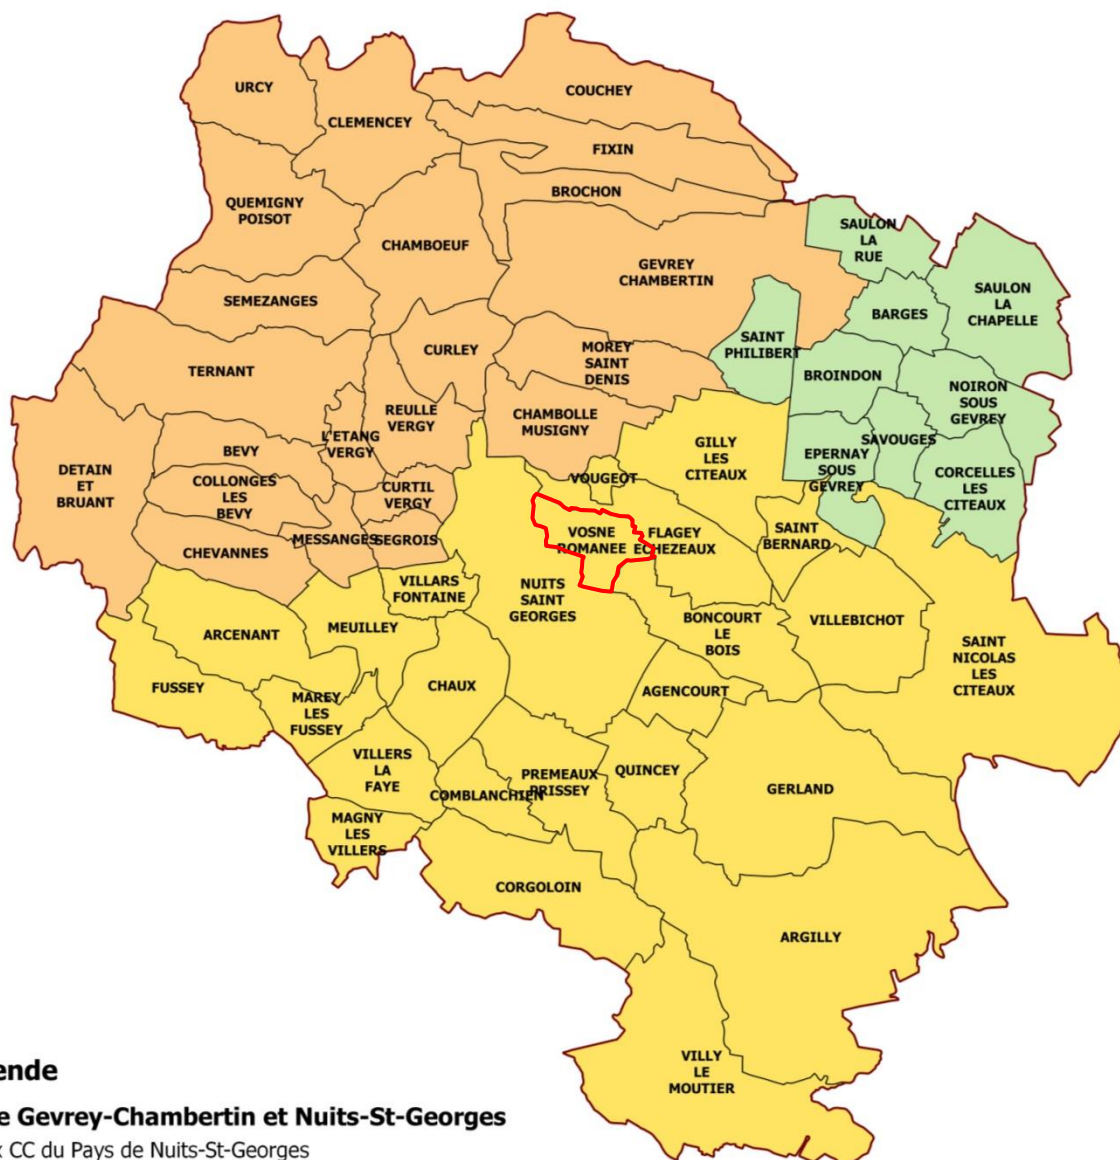 URCY
COUCHEY
CLEMENCEY
FIXIN
BROCHON
QUEMIGNY
POISOT
CHAMBOEUF
SAULON
LA
RUE
GEVREY
CHAMBERTIN
SAULON
LA
CHAPELLE
SEMEZANGES
BARGES
SAINT
PHILIBERT
CURLEY
MOREY
SAINT
DENIS
TERNANT
BROINDON
NOIRON
SOUS
GEVREY
REULLE
VERGY
CHAMBOLLE
MUSIGNY
L'ETANG
VERGY
GILLY
LES
CITEAUX
SAVOUGES
BEVY
EPERNAY
SOUS
GEVREY
DETAIN
ET
BRUANT
COLLONGES
LES
BEVY
CURTIL
VERGY
VOUGEOT
CORCELLES
LES
CITEAUX
CHEVANNES
MESSANGES
SEGROIS
VOSNE
ROMANEE
FLAGEY
ECHEZEAUX
SAINT
BERNARD
VILLARS
FONTAINE
NUITS
SAINT
GEORGES
ARCENANT
MEUILLEY
BONCOURT
LE
BOIS
VILLEBICHOT
SAINT
NICOLAS
LES
CITEAUX
FUSSEY
CHAUX
AGENCOURT
MAREY
LES
FUSSEY
VILLERS
LA
FAYE
PREMEAUX
PRISSEY
QUINCEY
GERLAND
COMBLANCHIEN
MAGNY
LES
VILLERS
CORGOLOIN
ARGILLY
VILLY
LE
MOUTIER
ende
e Gevrey-Chambertin et Nuits-St-Georges
x CC du Pays de Nuits-St-Georges